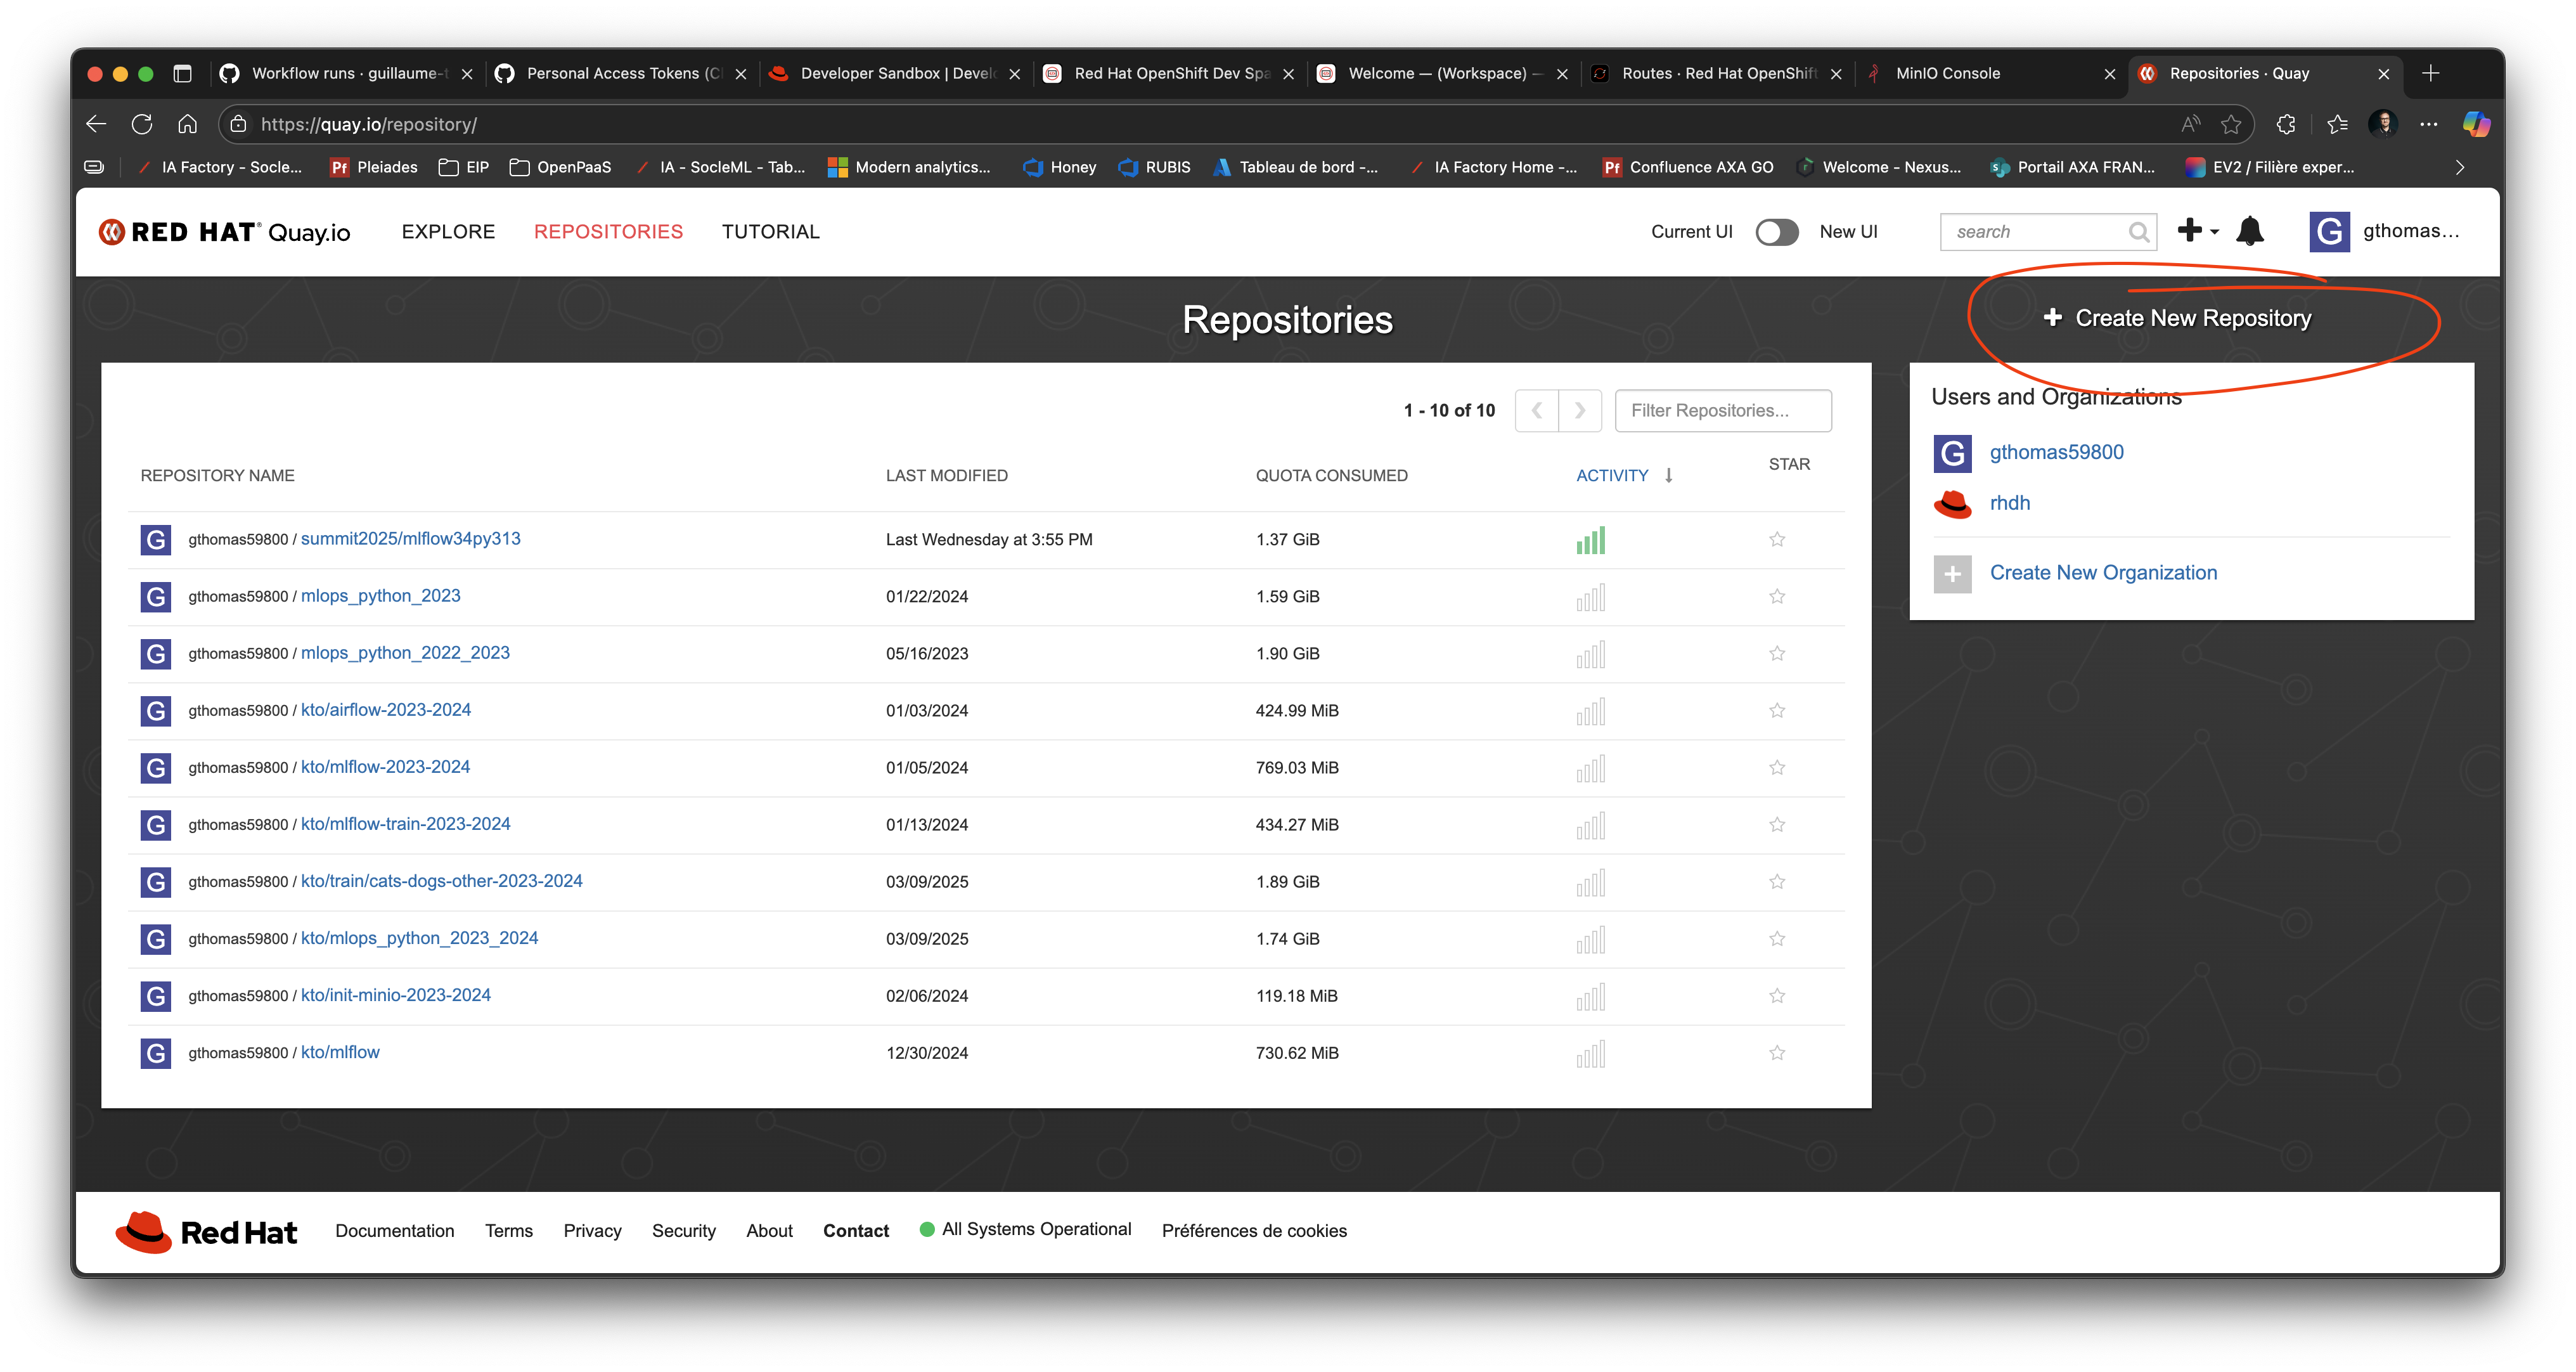 Workflow runs · guillaume-t
Personal Access Tokens (Cl
Developer Sandbox | Develo
Red Hat OpenShift Dev Spa
Welcome — (Workspace) —
Routes · Red Hat OpenShift
MinIO Console
Repositories · Quay
https://quay.io/repository/
IA Factory - Socle...
Pf Pleiades
EIP
OpenPaaS
IA - SocleML - Tab...
Modern analytics...
Honey
RUBIS
Tableau de bord -...
IA Factory Home -...
Pf Confluence AXA GO
Welcome - Nexus...
Portail AXA FRAN...
EV2 / Filière exper...
RED HAT® Quay.io
EXPLORE
REPOSITORIES
TUTORIAL
Current UI
New UI
search
G gthomas...
Repositories
+ Create New Repository
1 - 10 of 10
Filter Repositories...
REPOSITORY NAME LAST MODIFIED QUOTA CONSUMED ACTIVITY ↓ STAR
G gthomas59800 / summit2025/mlflow34py313 Last Wednesday at 3:55 PM 1.37 GiB
G gthomas59800 / mlops_python_2023 01/22/2024 1.59 GiB
G gthomas59800 / mlops_python_2022_2023 05/16/2023 1.90 GiB
G gthomas59800 / kto/airflow-2023-2024 01/03/2024 424.99 MiB
G gthomas59800 / kto/mlflow-2023-2024 01/05/2024 769.03 MiB
G gthomas59800 / kto/mlflow-train-2023-2024 01/13/2024 434.27 MiB
G gthomas59800 / kto/train/cats-dogs-other-2023-2024 03/09/2025 1.89 GiB
G gthomas59800 / kto/mlops_python_2023_2024 03/09/2025 1.74 GiB
G gthomas59800 / kto/init-minio-2023-2024 02/06/2024 119.18 MiB
G gthomas59800 / kto/mlflow 12/30/2024 730.62 MiB
Users and Organizations
G gthomas59800
rhdh
+ Create New Organization
Red Hat
Documentation
Terms
Privacy
Security
About
Contact
All Systems Operational
Préférences de cookies